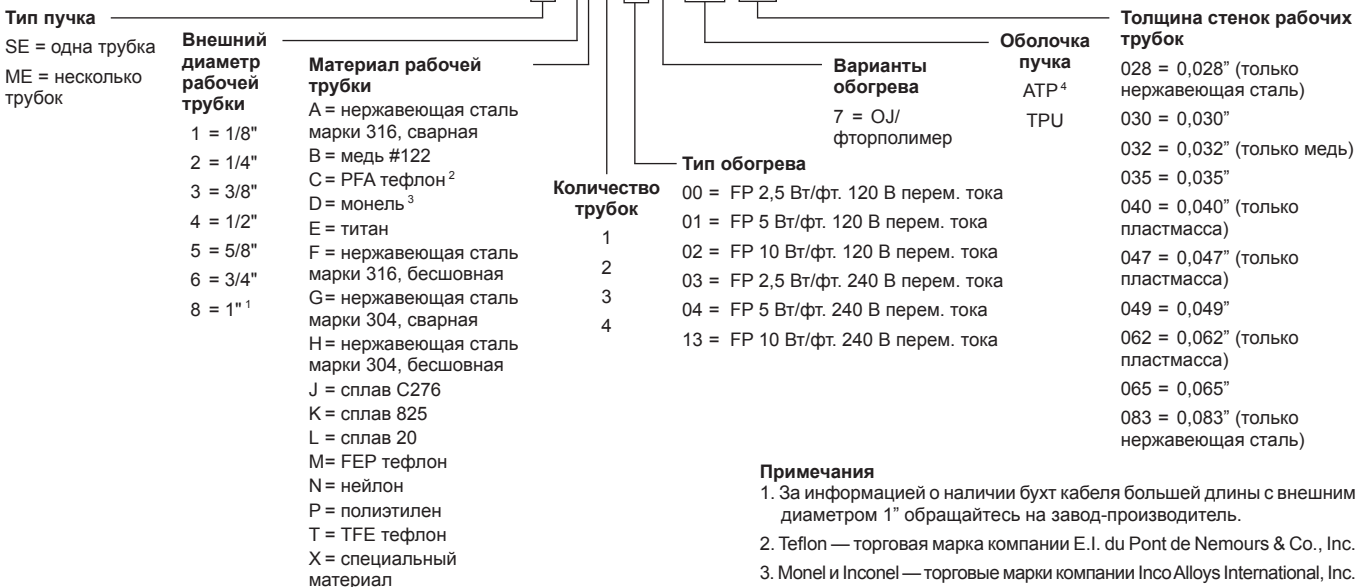 Тип пучка
SE = одна трубка
ME = несколько
трубок
Внешний
диаметр
рабочей
трубки
1 = 1/8"
2 = 1/4"
3 = 3/8"
4 = 1/2"
5 = 5/8"
6 = 3/4"
8 = 1" 1
Материал рабочей
трубки
A = нержавеющая сталь
марки 316, сварная
B = медь #122
C = PFA тефлон 2
D = монель 3
E = титан
F = нержавеющая сталь
марки 316, бесшовная
G= нержавеющая сталь
марки 304, сварная
H = нержавеющая сталь
марки 304, бесшовная
J = сплав C276
K = сплав 825
L = сплав 20
M= FEP тефлон
N = нейлон
P = полиэтилен
T = TFE тефлон
X = специальный
материал
Количество
трубок
1
2
3
4
Тип обогрева
00 = FP 2,5 Вт/фт. 120 В перем. тока
01 = FP 5 Вт/фт. 120 В перем. тока
02 = FP 10 Вт/фт. 120 В перем. тока
03 = FP 2,5 Вт/фт. 240 В перем. тока
04 = FP 5 Вт/фт. 240 В перем. тока
13 = FP 10 Вт/фт. 240 В перем. тока
Варианты
обогрева
7 = OJ/
фторполимер
Оболочка
пучка
ATP 4
TPU
Толщина стенок рабочих
трубок
028 = 0,028” (только
нержавеющая сталь)
030 = 0,030”
032 = 0,032” (только медь)
035 = 0,035”
040 = 0,040” (только
пластмасса)
047 = 0,047” (только
пластмасса)
049 = 0,049”
062 = 0,062” (только
пластмасса)
065 = 0,065”
083 = 0,083” (только
нержавеющая сталь)
Примечания
1. За информацией о наличии бухт кабеля большей длины с внешним
диаметром 1” обращайтесь на завод-производитель.
2. Teflon — торговая марка компании E.I. du Pont de Nemours & Co., Inc.
3. Monel и Inconel — торговые марки компании Inco Alloys International, Inc.